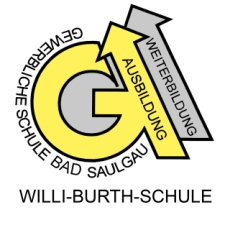 GEWERBLICHE SCHULE BAD SAULGAU
AUSBILDUNG
WEITERBILDUNG
WILLI-BURTH-SCHULE